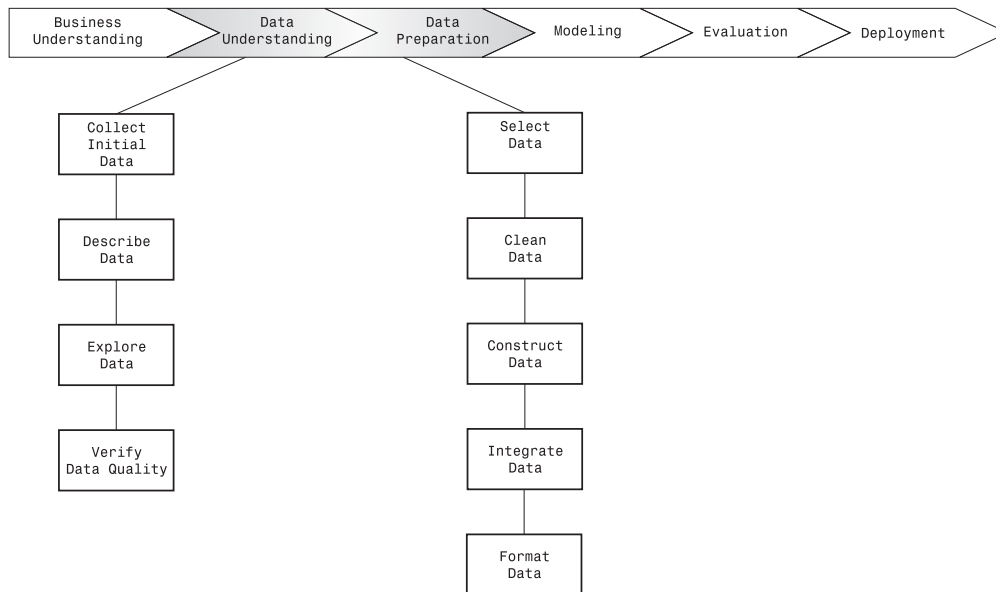 Business
Understanding
Data
Understanding
Data
Preparation
Modeling
Evaluation
Deployment
Collect
Initial
Data
Describe
Data
Explore
Data
Verify
Data Quality
Select
Data
Clean
Data
Construct
Data
Integrate
Data
Format
Data